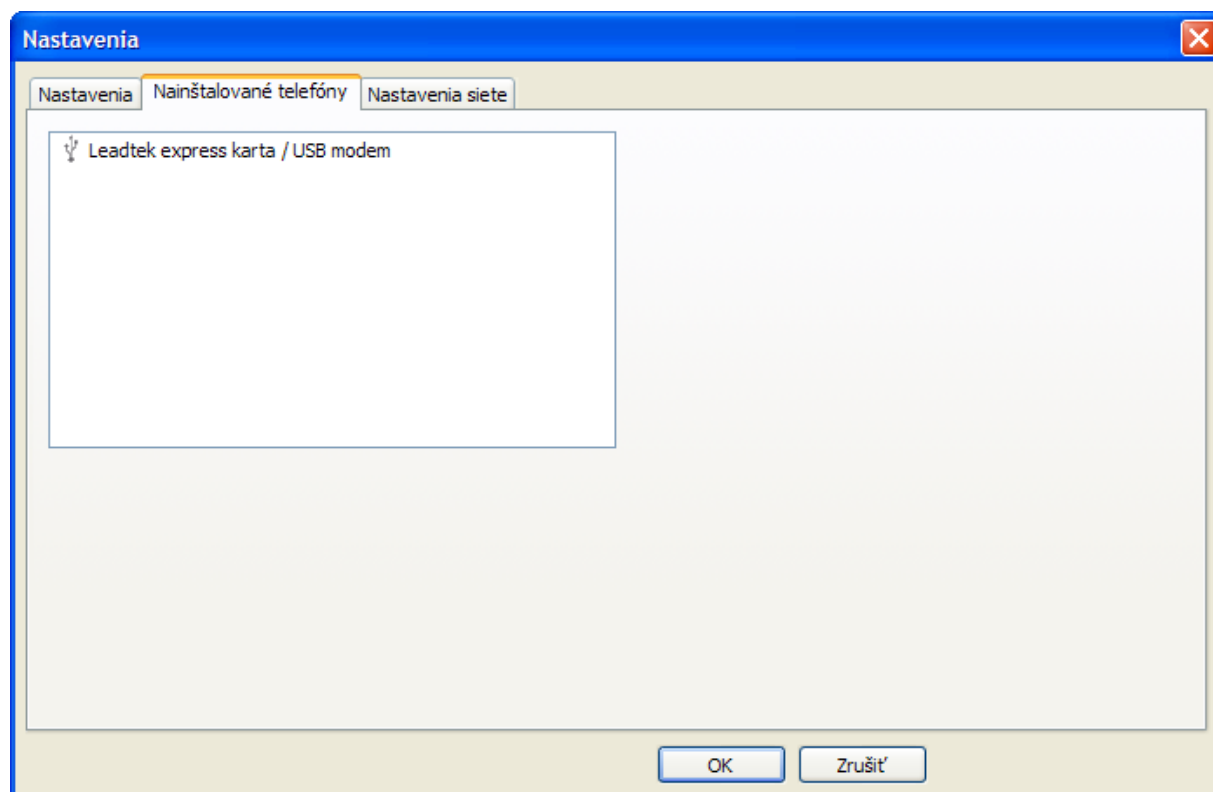 Nastavenia
Nastavenia Nainštalované telefóny Nastavenia siete
Leadtek express karta / USB modem
OK Zrušiť